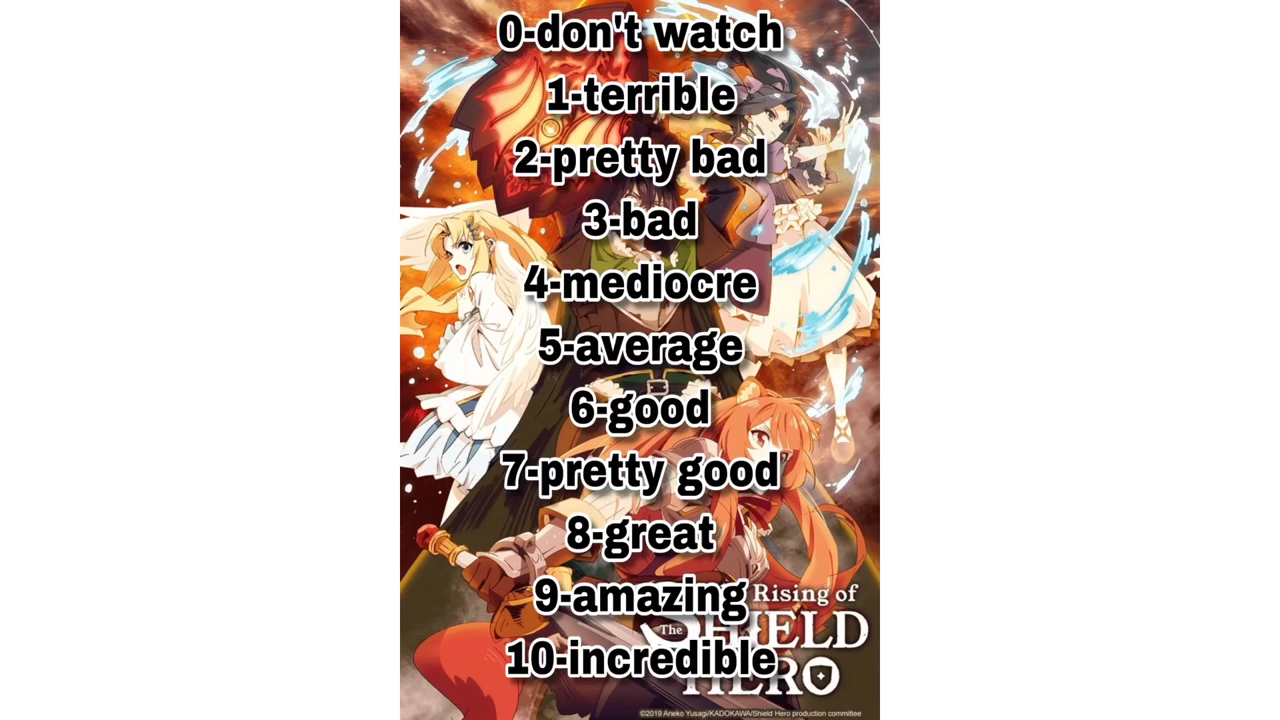 0-don't watch
1-terrible
2-pretty bad
3-bad
4-mediocre
5-average
6-good
7-pretty good
8-great
9-amazing
Rising of
The SHIELD
10-incredible
HERO
©2019 Aneko Yusagi/KADOKAWA/Shield Hero production committee